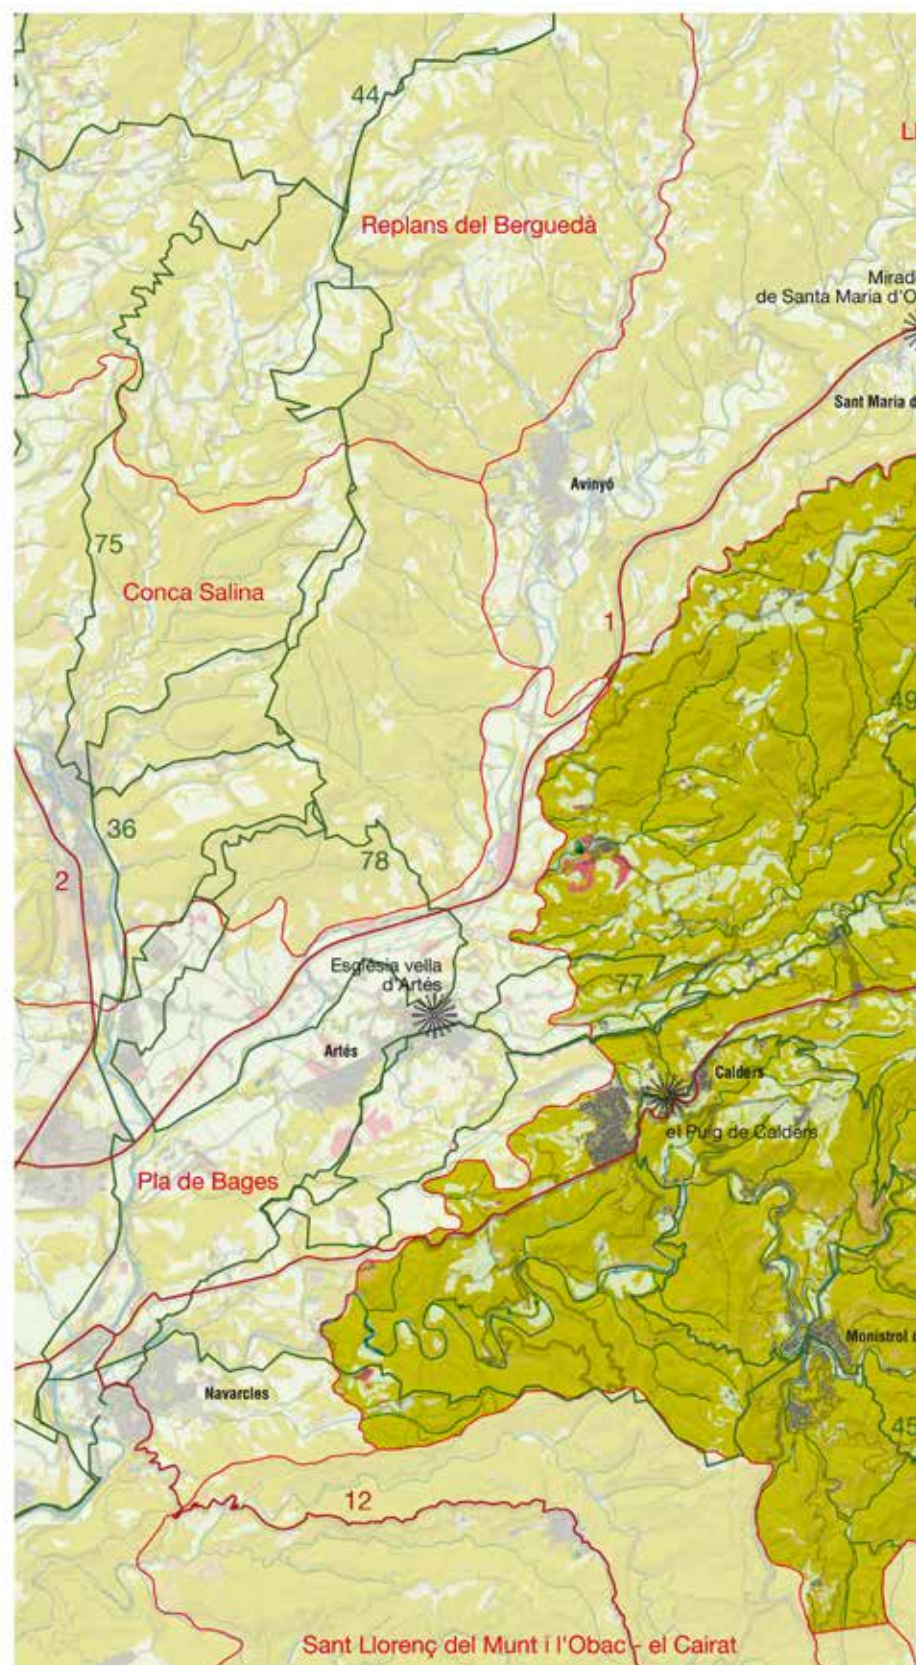 44
Replans del Berguedà
Mirad
de Santa Maria d'O
Sant Maria d
Avinyó
75
Conca Salina
1
49
36
78
2
Església vella
d'Artés
77
Artés
Calders
el Puig de Calders
Pla de Bages
Monistrol d
Navarcles
45
12
Sant Llorenç del Munt i l'Obac - el Cairat